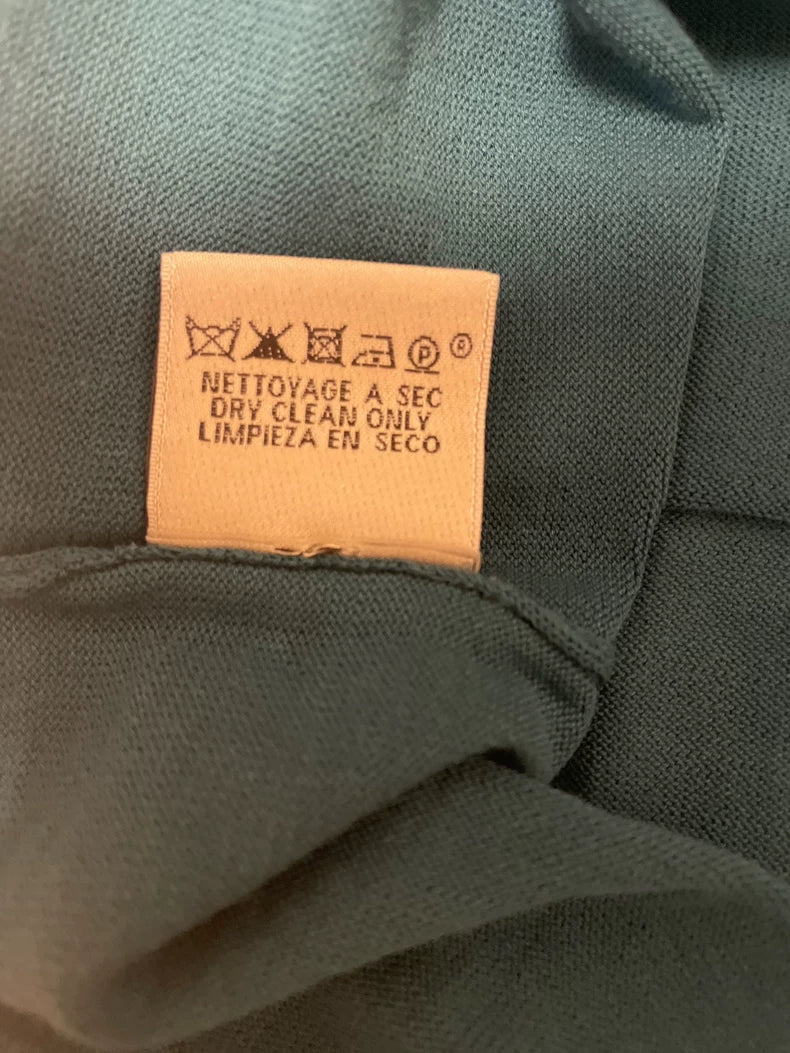 P ®
NETTOYAGE A SEC
DRY CLEAN ONLY
LIMPIEZA EN SECO